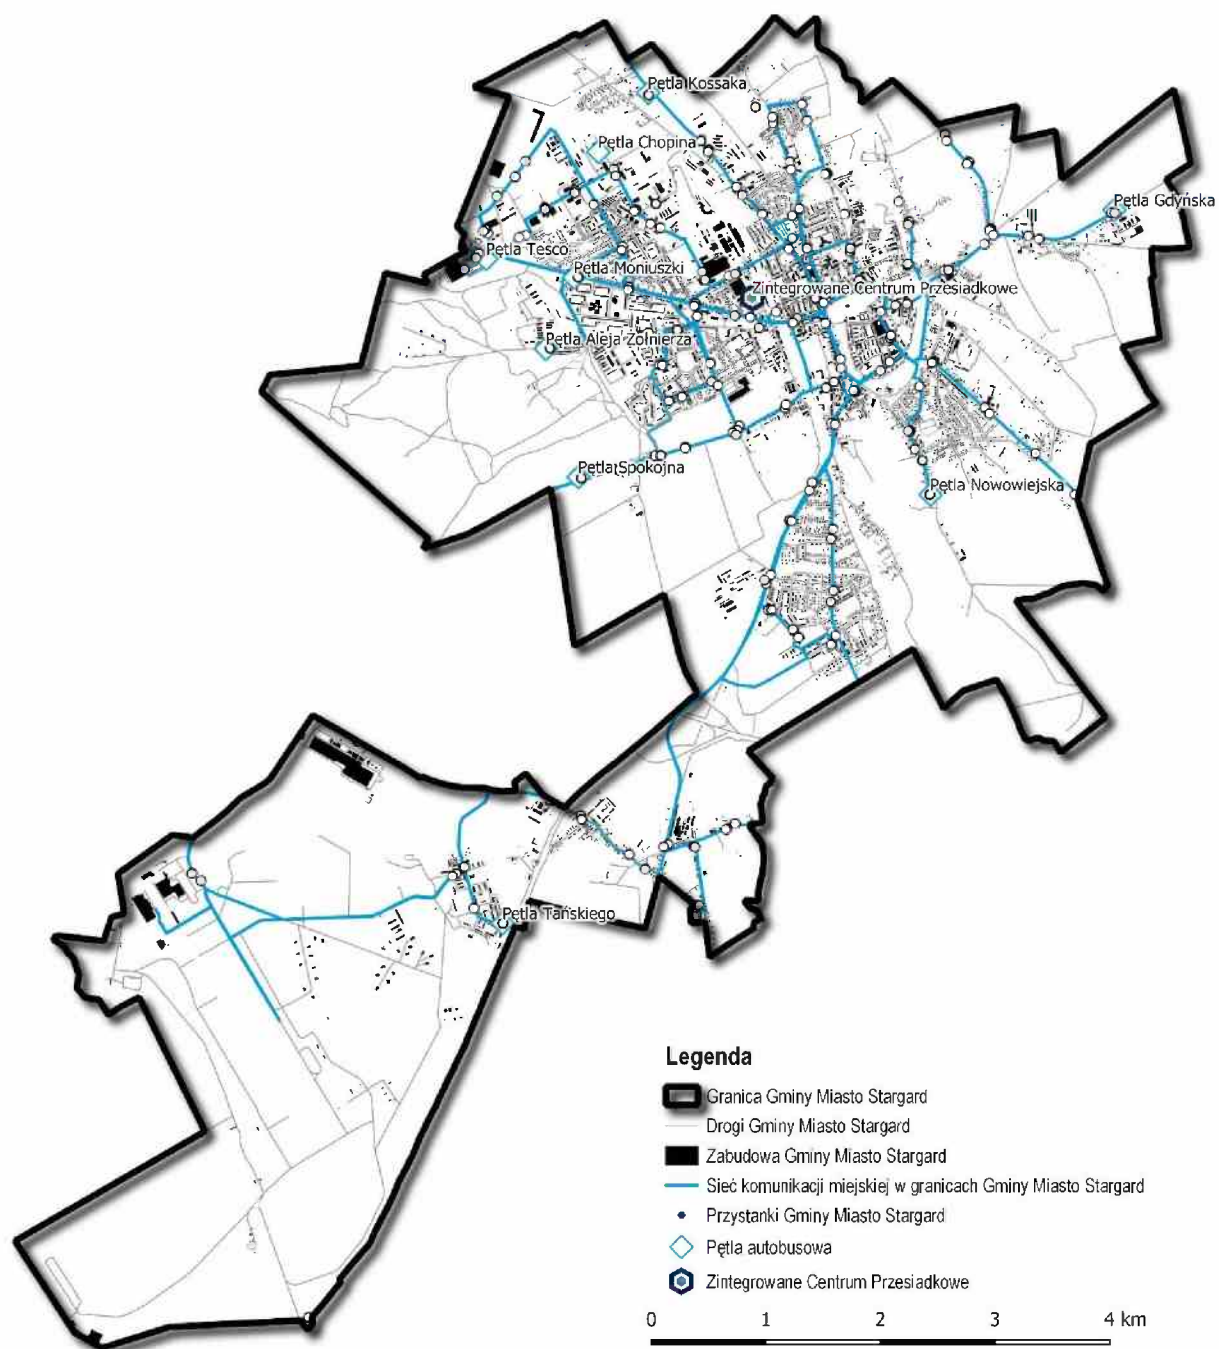 Pętla Kossaka
Pętla Chopina
Pętla Gdyńska
Pętla Tesco
Pętla Moniuszki
Zintegrowane Centrum Przesiadkowe
Pętla Aleja Żołnierza
Pętla Spokojna
Pętla Nowowiejska
Pętla Tańskiego
Legenda
Granica Gminy Miasto Stargard
Drogi Gminy Miasto Stargard
Zabudowa Gminy Miasto Stargard
Sieć komunikacji miejskiej w granicach Gminy Miasto Stargard
Przystanki Gminy Miasto Stargard
Pętla autobusowa
Zintegrowane Centrum Przesiadkowe
0 1 2 3 4 km